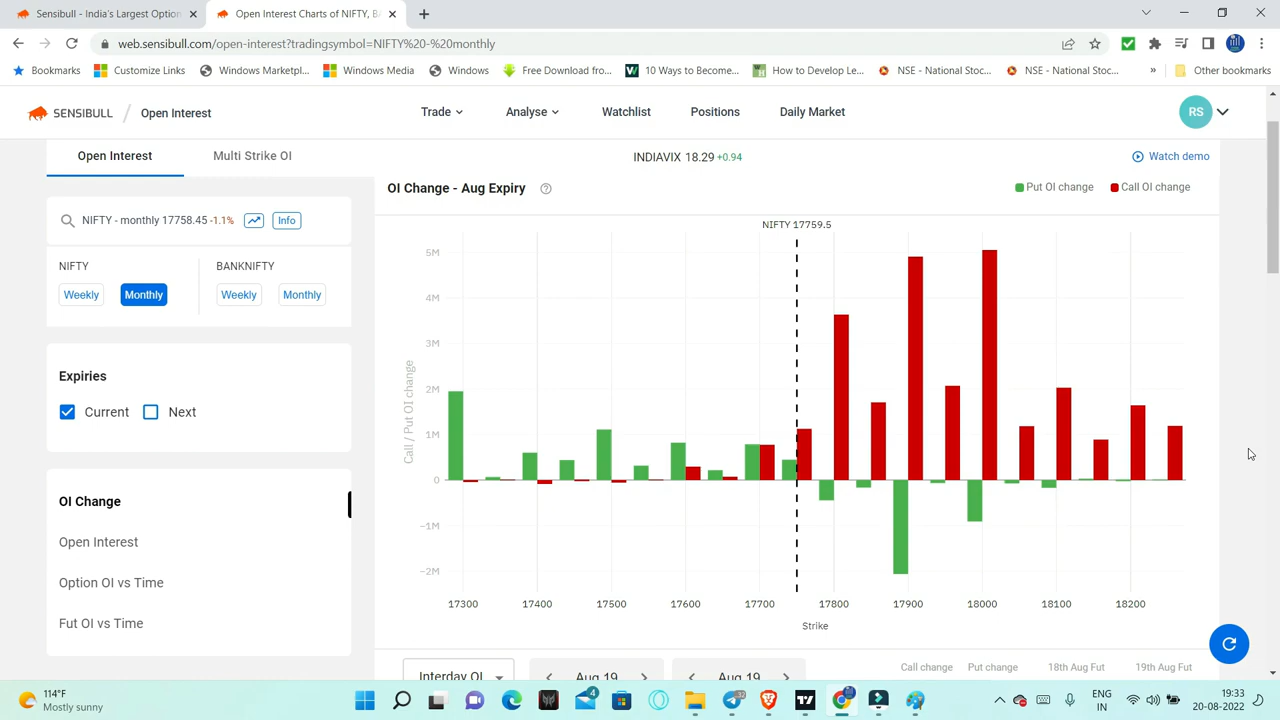 Sensibull - India's Largest Option
Open Interest Charts of NIFTY, BA
web.sensibull.com/open-interest?tradingsymbol=NIFTY%20-%20monthly
Bookmarks
Customize Links
Windows Marketpl...
Windows Media
Windows
Free Download fro...
10 Ways to Become...
How to Develop Le...
NSE - National Stoc...
NSE - National Stoc...
»
Other bookmarks
SENSIBULL / Open Interest
Trade
Analyse
Watchlist
Positions
Daily Market
RS
Open Interest
Multi Strike OI
INDIAVIX 18.29 +0.94
Watch demo
NIFTY - monthly 17758.45 -1.1%
Info
NIFTY
BANKNIFTY
Weekly
Monthly
Weekly
Monthly
Expiries
Current
Next
OI Change
Open Interest
Option OI vs Time
Fut OI vs Time
OI Change - Aug Expiry
Put OI change
Call OI change
NIFTY 17759.5
5M
4M
3M
2M
1M
0
−1M
−2M
Call / Put OI change
17300
17400
17500
17600
17700
17800
17900
18000
18100
18200
Strike
Interday OI
Aug 19
Aug 19
Call change
Put change
18th Aug Fut
19th Aug Fut
114°F
Mostly sunny
4
32
ENG
IN
19:33
20-08-2022